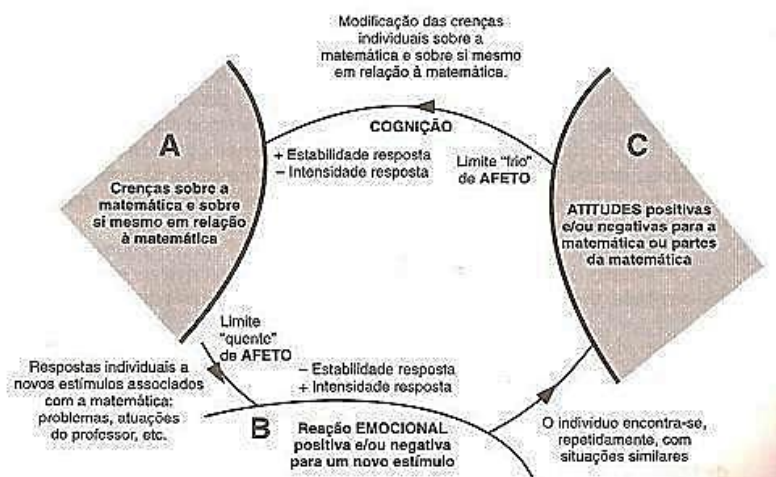 Modificação das crenças
individuais sobre a
matemática e sobre si mesmo
em relação à matemática.
COGNIÇÃO
+ Estabilidade resposta
– Intensidade resposta
Limite "frio"
de AFETO
A
Crenças sobre a
matemática e sobre
si mesmo em relação
à matemática
C
ATITUDES positivas
e/ou negativas para a
matemática ou partes
da matemática
Limite
"quente"
de AFETO
Respostas individuais a
novos estímulos associados
com a matemática:
problemas, atuações
do professor, etc.
– Estabilidade resposta
+ Intensidade resposta
B
Reação EMOCIONAL
positiva e/ou negativa
para um novo estímulo
O individuo encontra-se,
repetidamente, com
situações similares